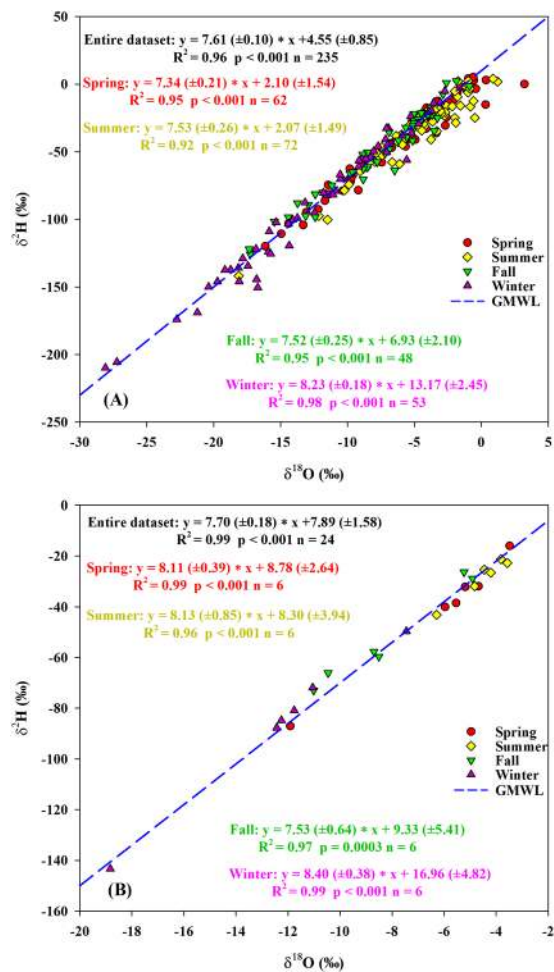 50
Entire dataset: y = 7.61 (±0.10) * x +4.55 (±0.85)
R² = 0.96 p < 0.001 n = 235
0
Spring: y = 7.34 (±0.21) * x + 2.10 (±1.54)
R² = 0.95 p < 0.001 n = 62
Summer: y = 7.53 (±0.26) * x + 2.07 (±1.49)
R² = 0.92 p < 0.001 n = 72
-50
δ²H (‰)
-100
Spring
Summer
Fall
Winter
GMWL
-150
Fall: y = 7.52 (±0.25) * x + 6.93 (±2.10)
R² = 0.95 p < 0.001 n = 48
-200
Winter: y = 8.23 (±0.18) * x + 13.17 (±2.45)
R² = 0.98 p < 0.001 n = 53
(A)
-250
-30 -25 -20 -15 -10 -5 0 5
δ¹⁸O (‰)
0
Entire dataset: y = 7.70 (±0.18) * x +7.89 (±1.58)
R² = 0.99 p < 0.001 n = 24
-20
Spring: y = 8.11 (±0.39) * x + 8.78 (±2.64)
R² = 0.99 p < 0.001 n = 6
-40
Summer: y = 8.13 (±0.85) * x + 8.30 (±3.94)
R² = 0.96 p < 0.001 n = 6
-60
δ²H (‰)
-80
Spring
Summer
Fall
Winter
GMWL
-100
-120
Fall: y = 7.53 (±0.64) * x + 9.33 (±5.41)
R² = 0.97 p = 0.0003 n = 6
-140
Winter: y = 8.40 (±0.38) * x + 16.96 (±4.82)
R² = 0.99 p < 0.001 n = 6
(B)
-160
-20 -18 -16 -14 -12 -10 -8 -6 -4 -2
δ¹⁸O (‰)